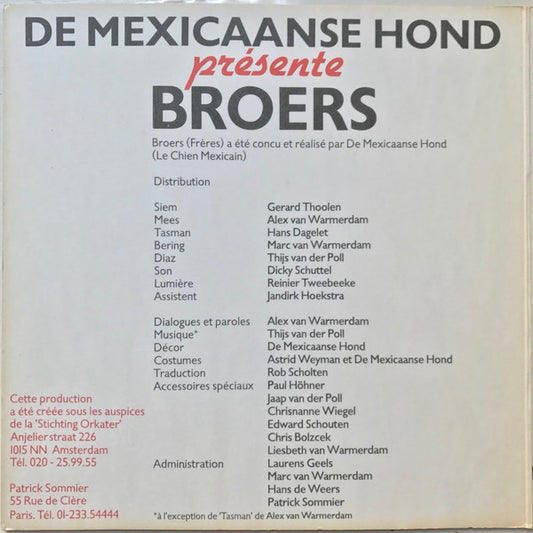 DE MEXICAANSE HOND
présente
BROERS
Broers (Frères) a été concu et réalisé par De Mexicaanse Hond
(Le Chien Mexicain)
Distribution
Siem Gerard Thoolen
Mees Alex van Warmerdam
Tasman Hans Dagelet
Bering Marc van Warmerdam
Diaz Thijs van der Poll
Son Dicky Schuttel
Lumière Reinier Tweebeeke
Assistent Jandirk Hoekstra
Dialogues et paroles Alex van Warmerdam
Musique* Thijs van der Poll
Décor De Mexicaanse Hond
Costumes Astrid Weyman et De Mexicaanse Hond
Traduction Rob Scholten
Accessoires spéciaux Paul Höhner
Jaap van der Poll
Chrisnanne Wiegel
Edward Schouten
Chris Bolzcek
Liesbeth van Warmerdam
Administration Laurens Geels
Marc van Warmerdam
Hans de Weers
Patrick Sommier
*à l'exception de 'Tasman' de Alex van Warmerdam
Cette production
a été créée sous les auspices
de la 'Stichting Orkater'
Anjelierstraat 226
1015 NN Amsterdam
Tél. 020 - 25.99.55
Patrick Sommier
55 Rue de Clère
Paris. Tél. 01-233.54444